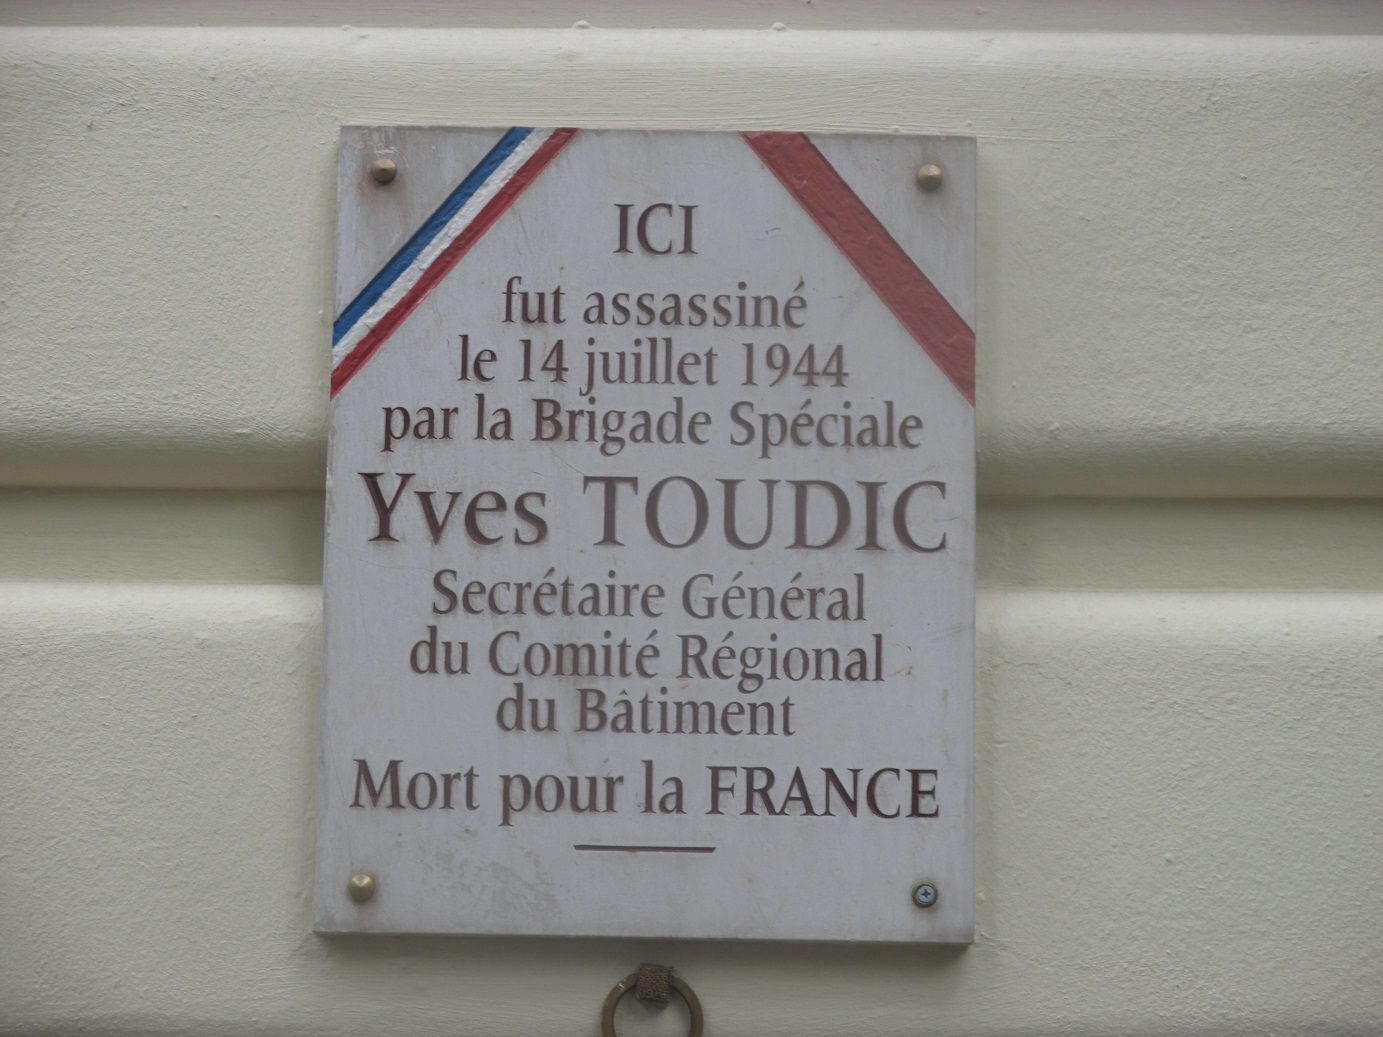 ICI
fut assassiné
le 14 juillet 1944
par la Brigade Spéciale
Yves TOUDIC
Secrétaire Général
du Comité Régional
du Bâtiment
Mort pour la FRANCE